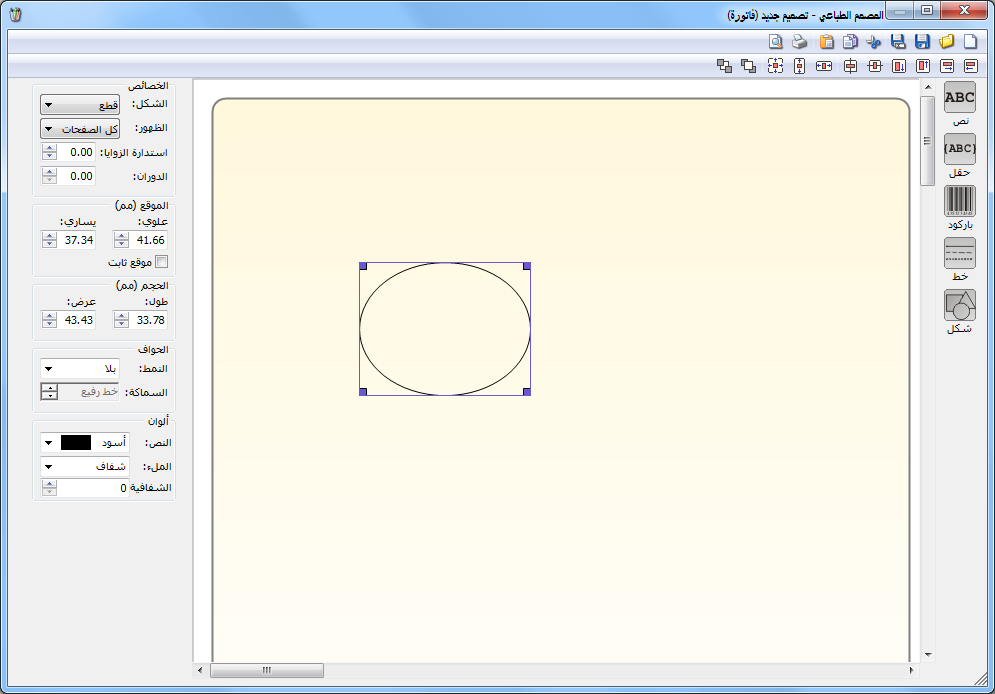 المصمم الطباعي - تصميم جديد (فاتورة)
ABC
نص
{ABC}
حقل
باركود
خط
شكل
الخصائص
الشكل: قطع
الظهور: كل الصفحات
استدارة الزوايا: 0.00
الدوران: 0.00
الموقع (مم)
علوي: يساري:
41.66 37.34
موقع ثابت
الحجم (مم)
طول: عرض:
33.78 43.43
الحواف
النمط: بلا
السماكة: خط رفيع
ألوان
النص: أسود
الملء: شفاف
الشفافية 0